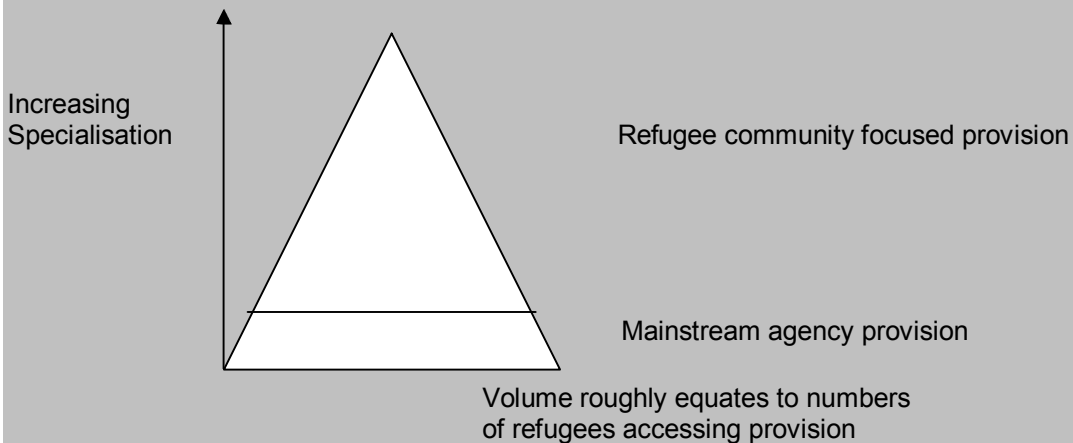 Increasing
Specialisation
Refugee community focused provision
Mainstream agency provision
Volume roughly equates to numbers
of refugees accessing provision